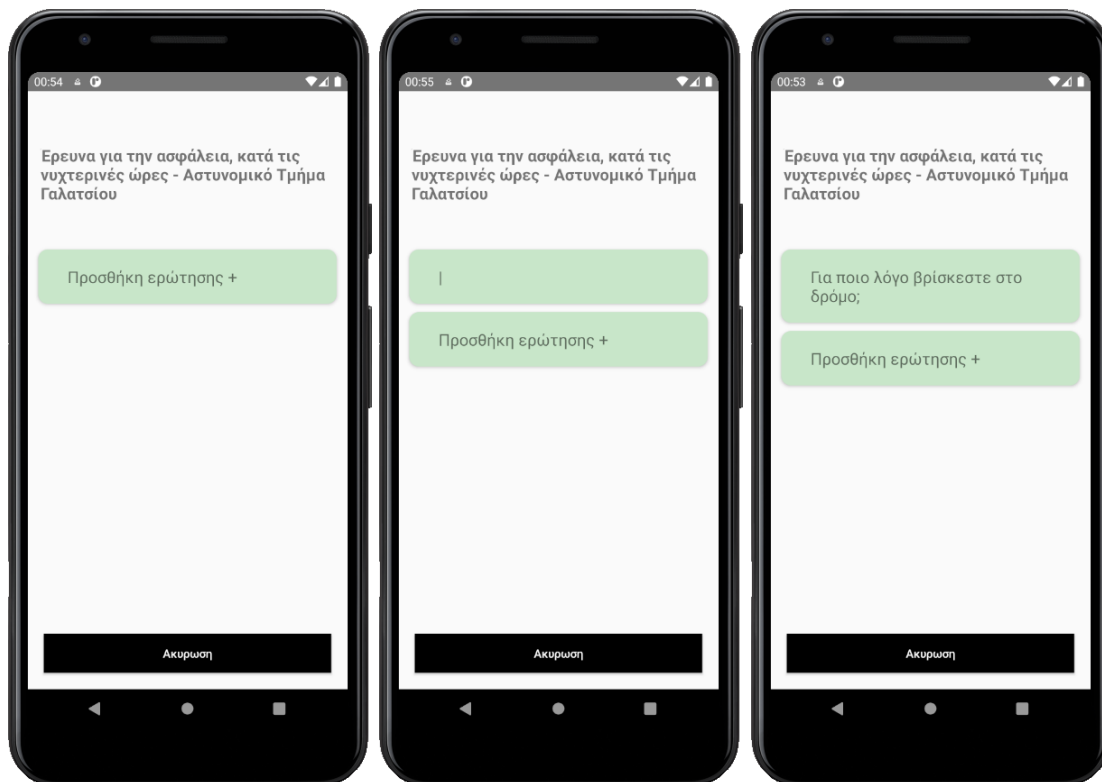 00:54
Ερευνα για την ασφάλεια, κατά τις
νυχτερινές ώρες - Αστυνομικό Τμήμα
Γαλατσίου
Προσθήκη ερώτησης +
Ακυρωση
00:55
Ερευνα για την ασφάλεια, κατά τις
νυχτερινές ώρες - Αστυνομικό Τμήμα
Γαλατσίου
Προσθήκη ερώτησης +
Ακυρωση
00:53
Ερευνα για την ασφάλεια, κατά τις
νυχτερινές ώρες - Αστυνομικό Τμήμα
Γαλατσίου
Για ποιο λόγο βρίσκεστε στο
δρόμο;
Προσθήκη ερώτησης +
Ακυρωση